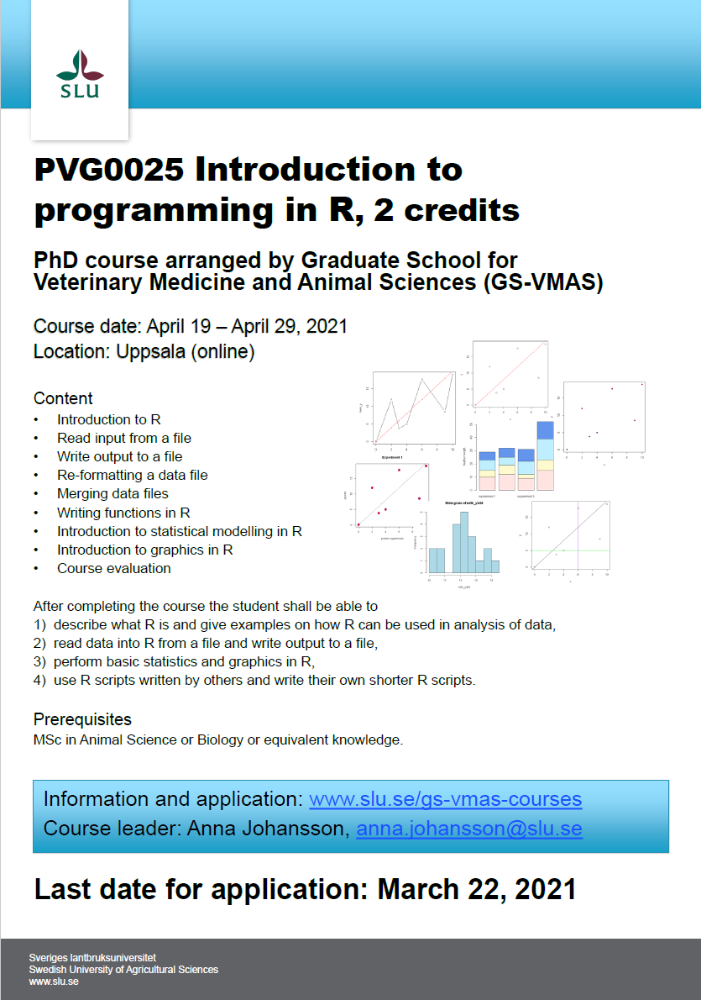 SLU
PVG0025 Introduction to
programming in R, 2 credits
PhD course arranged by Graduate School for
Veterinary Medicine and Animal Sciences (GS-VMAS)
Course date: April 19 – April 29, 2021
Location: Uppsala (online)
Content
• Introduction to R
• Read input from a file
• Write output to a file
• Re-formatting a data file
• Merging data files
• Writing functions in R
• Introduction to statistical modelling in R
• Introduction to graphics in R
• Course evaluation
Experiment 1
Histogram of milk_yield
milk_yield
After completing the course the student shall be able to
1) describe what R is and give examples on how R can be used in analysis of data,
2) read data into R from a file and write output to a file,
3) perform basic statistics and graphics in R,
4) use R scripts written by others and write their own shorter R scripts.
Prerequisites
MSc in Animal Science or Biology or equivalent knowledge.
Information and application: www.slu.se/gs-vmas-courses
Course leader: Anna Johansson, anna.johansson@slu.se
Last date for application: March 22, 2021
Sveriges lantbruksuniversitet
Swedish University of Agricultural Sciences
www.slu.se